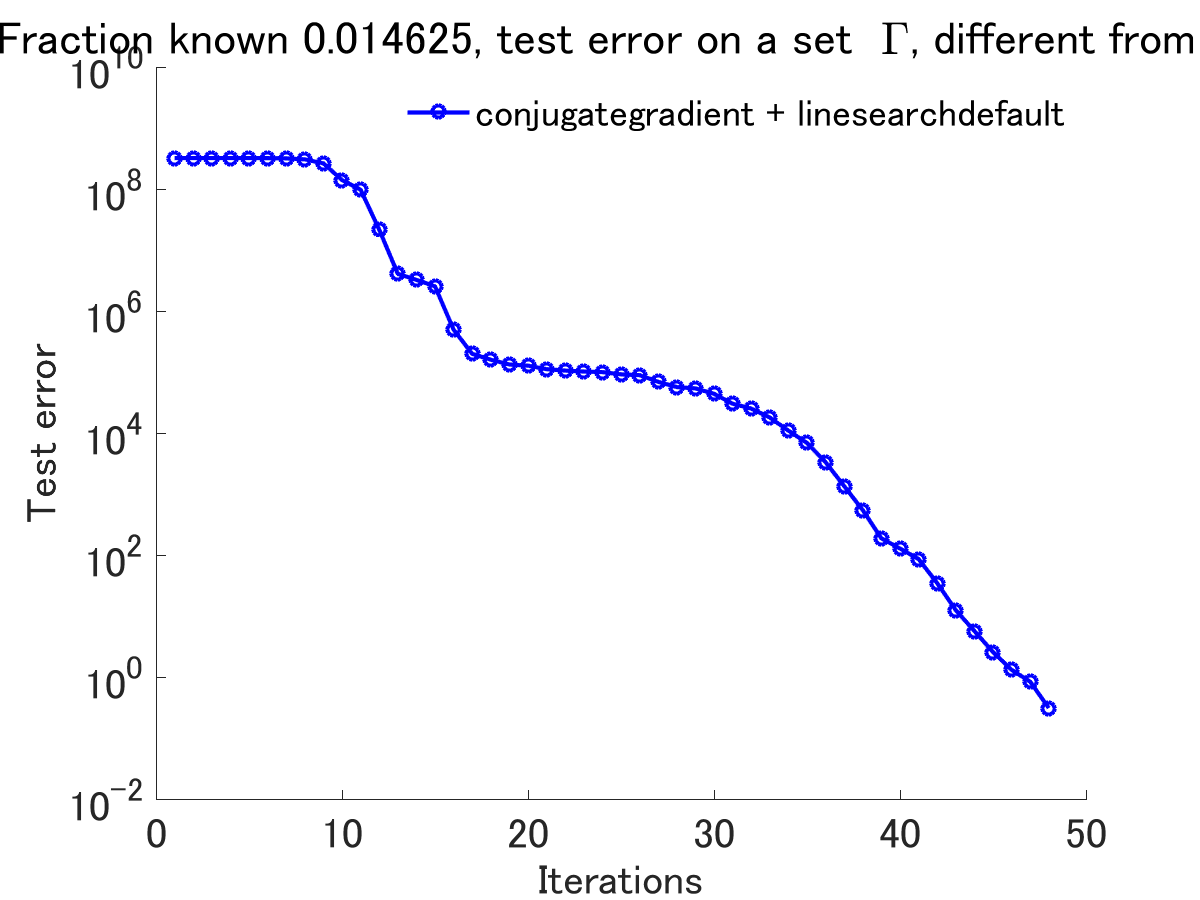 Fraction known 0.014625, test error on a set Γ, different from
10^10
conjugategradient + linesearchdefault
10^8
10^6
10^4
10^2
10^0
10^−2
Test error
0 10 20 30 40 50
Iterations